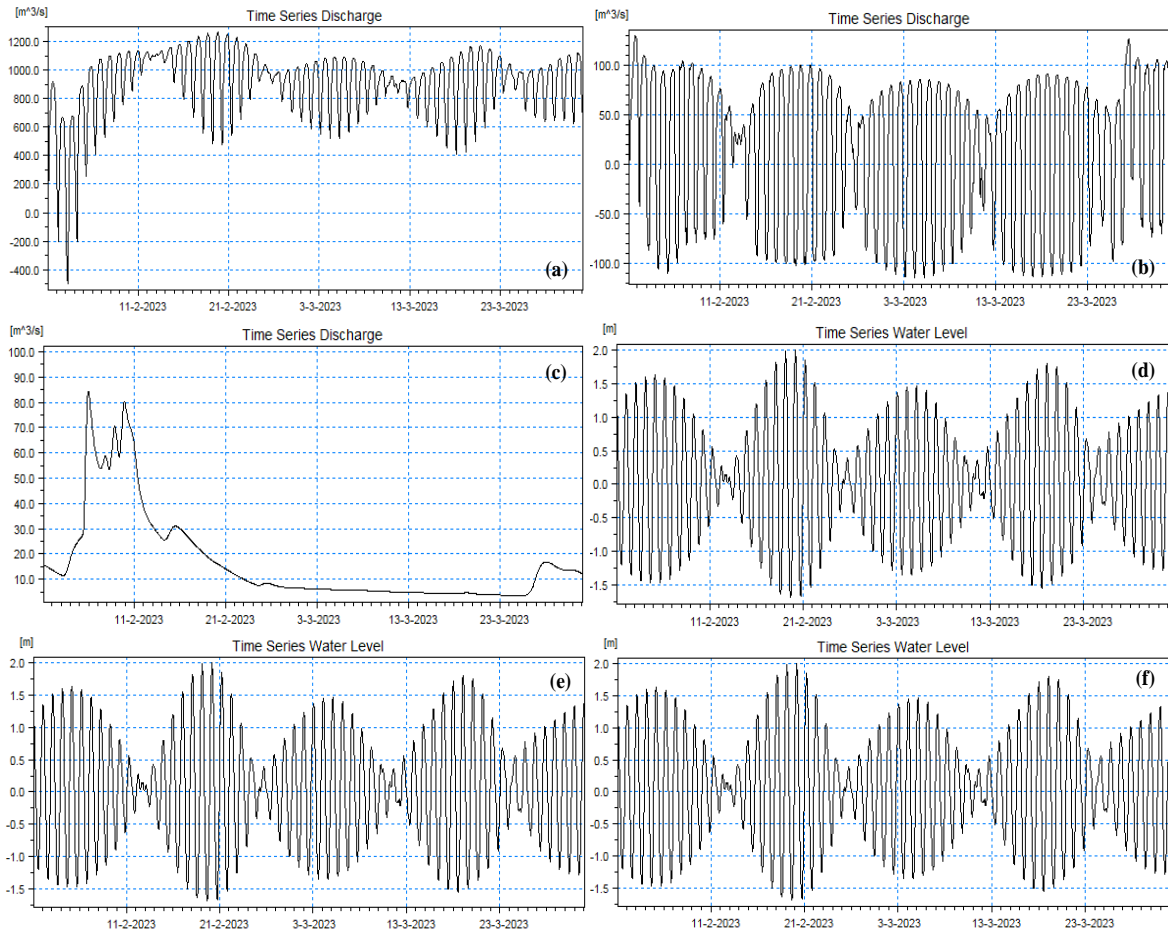 [m^3/s]
Time Series Discharge
1200.0
1000.0
800.0
600.0
400.0
200.0
0.0
-200.0
-400.0
(a)
11-2-2023 21-2-2023 3-3-2023 13-3-2023 23-3-2023
[m^3/s]
Time Series Discharge
100.0
50.0
0.0
-50.0
-100.0
(b)
11-2-2023 21-2-2023 3-3-2023 13-3-2023 23-3-2023
[m^3/s]
Time Series Discharge
100.0
90.0
80.0
70.0
60.0
50.0
40.0
30.0
20.0
10.0
(c)
11-2-2023 21-2-2023 3-3-2023 13-3-2023 23-3-2023
[m]
Time Series Water Level
2.0
1.5
1.0
0.5
0.0
-0.5
-1.0
-1.5
(d)
11-2-2023 21-2-2023 3-3-2023 13-3-2023 23-3-2023
[m]
Time Series Water Level
2.0
1.5
1.0
0.5
0.0
-0.5
-1.0
-1.5
(e)
11-2-2023 21-2-2023 3-3-2023 13-3-2023 23-3-2023
[m]
Time Series Water Level
2.0
1.5
1.0
0.5
0.0
-0.5
-1.0
-1.5
(f)
11-2-2023 21-2-2023 3-3-2023 13-3-2023 23-3-2023